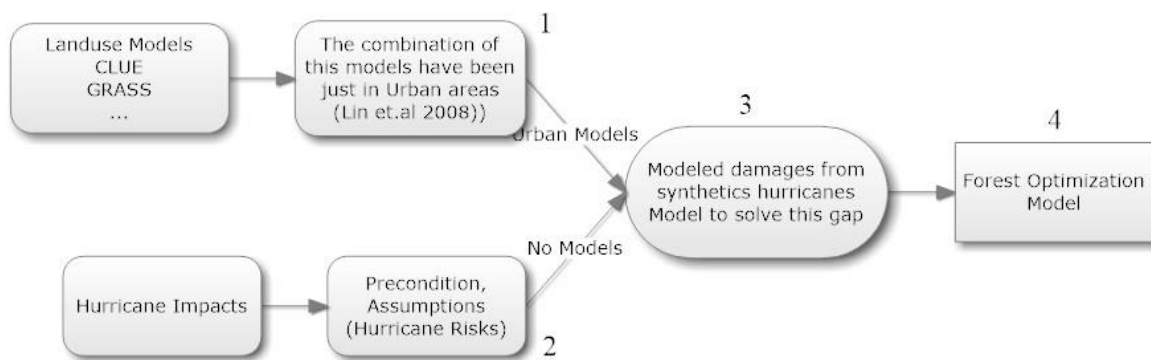 1
Landuse Models
CLUE
GRASS
...
The combination of
this models have been
just in Urban areas
(Lin et.al 2008))
Urban Models
3
Modeled damages from
synthetics hurricanes
Model to solve this gap
4
Forest Optimization
Model
No Models
Hurricane Impacts
Precondition,
Assumptions
(Hurricane Risks)
2